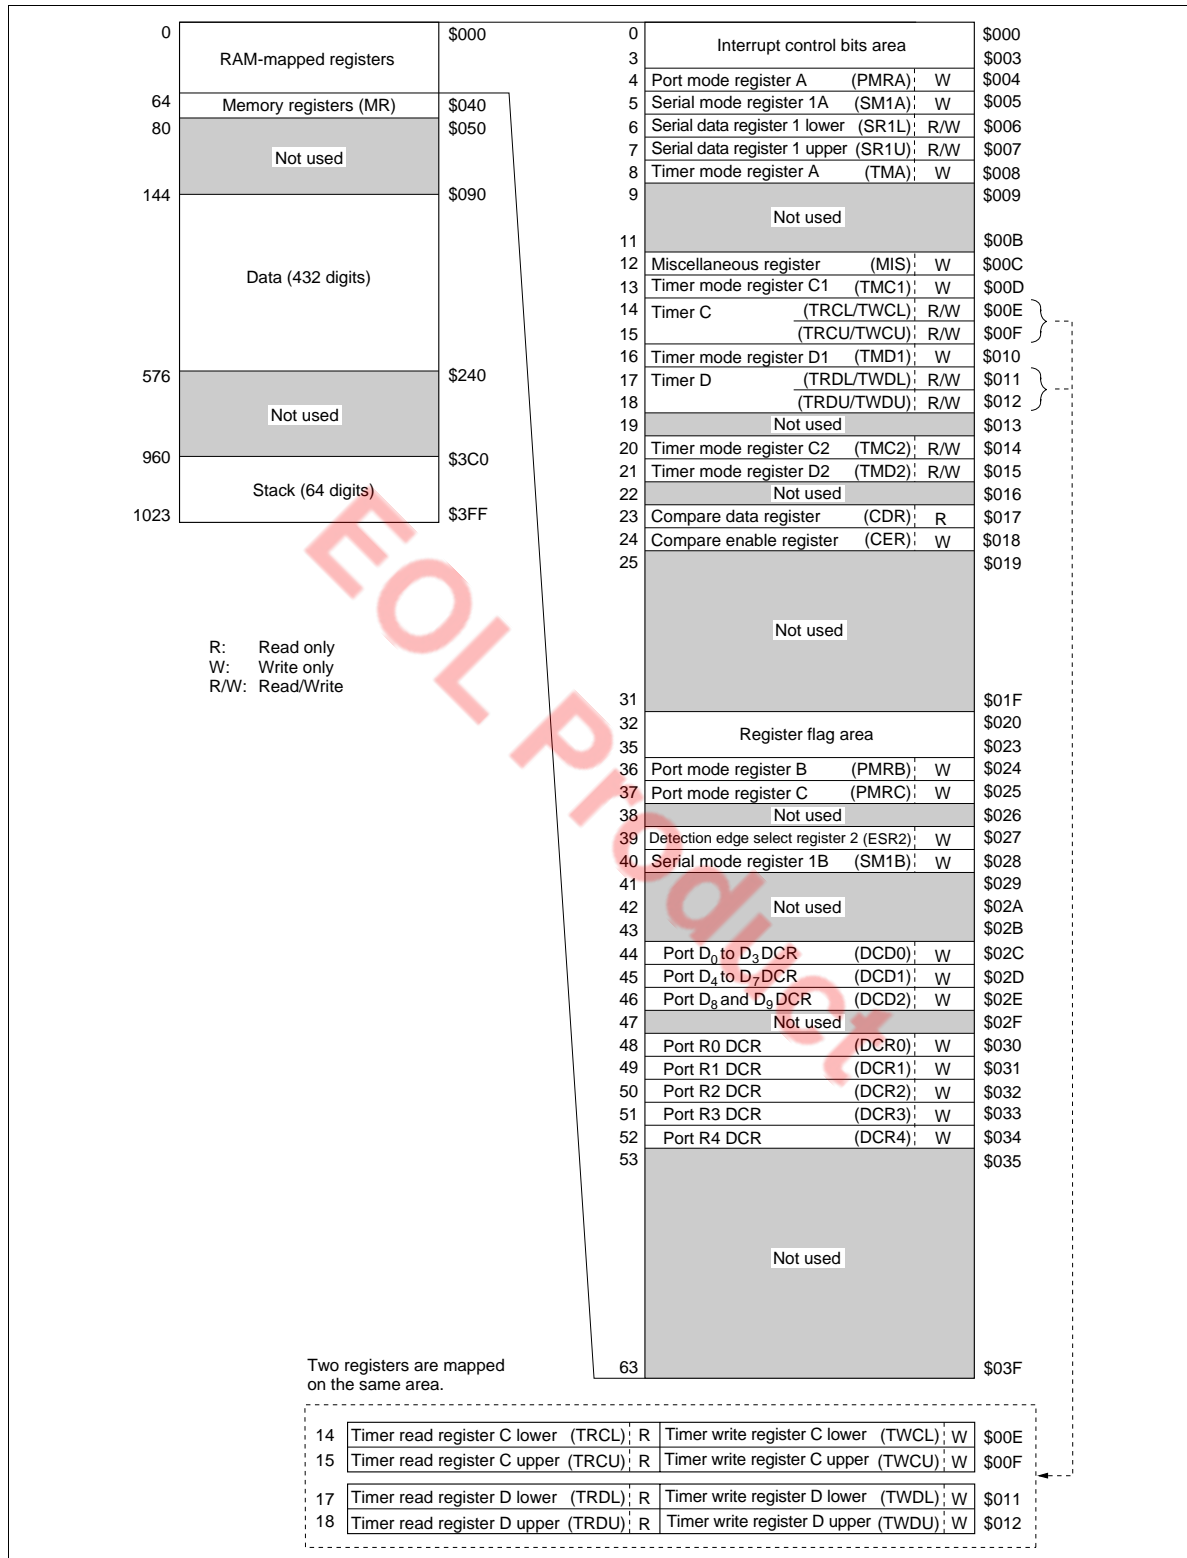 0 $000
RAM-mapped registers
64 Memory registers (MR) $040
80 $050
Not used
144 $090
Data (432 digits)
576 $240
Not used
960 $3C0
Stack (64 digits)
1023 $3FF
R: Read only
W: Write only
R/W: Read/Write
0 $000
Interrupt control bits area
3 $003
4 Port mode register A (PMRA) W $004
5 Serial mode register 1A (SM1A) W $005
6 Serial data register 1 lower (SR1L) R/W $006
7 Serial data register 1 upper (SR1U) R/W $007
8 Timer mode register A (TMA) W $008
9 $009
Not used
11 $00B
12 Miscellaneous register (MIS) W $00C
13 Timer mode register C1 (TMC1) W $00D
14 Timer C (TRCL/TWCL) R/W $00E
15 (TRCU/TWCU) R/W $00F
16 Timer mode register D1 (TMD1) W $010
17 Timer D (TRDL/TWDL) R/W $011
18 (TRDU/TWDU) R/W $012
19 Not used $013
20 Timer mode register C2 (TMC2) R/W $014
21 Timer mode register D2 (TMD2) R/W $015
22 Not used $016
23 Compare data register (CDR) R $017
24 Compare enable register (CER) W $018
25 $019
Not used
31 $01F
32 $020
Register flag area
35 $023
36 Port mode register B (PMRB) W $024
37 Port mode register C (PMRC) W $025
38 Not used $026
39 Detection edge select register 2 (ESR2) W $027
40 Serial mode register 1B (SM1B) W $028
41 $029
42 Not used $02A
43 $02B
44 Port D0 to D3 DCR (DCD0) W $02C
45 Port D4 to D7 DCR (DCD1) W $02D
46 Port D8 and D9 DCR (DCD2) W $02E
47 Not used $02F
48 Port R0 DCR (DCR0) W $030
49 Port R1 DCR (DCR1) W $031
50 Port R2 DCR (DCR2) W $032
51 Port R3 DCR (DCR3) W $033
52 Port R4 DCR (DCR4) W $034
53 $035
Not used
63 $03F
Two registers are mapped
on the same area.
14 Timer read register C lower (TRCL) R Timer write register C lower (TWCL) W $00E
15 Timer read register C upper (TRCU) R Timer write register C upper (TWCU) W $00F
17 Timer read register D lower (TRDL) R Timer write register D lower (TWDL) W $011
18 Timer read register D upper (TRDU) R Timer write register D upper (TWDU) W $012
EOL Product